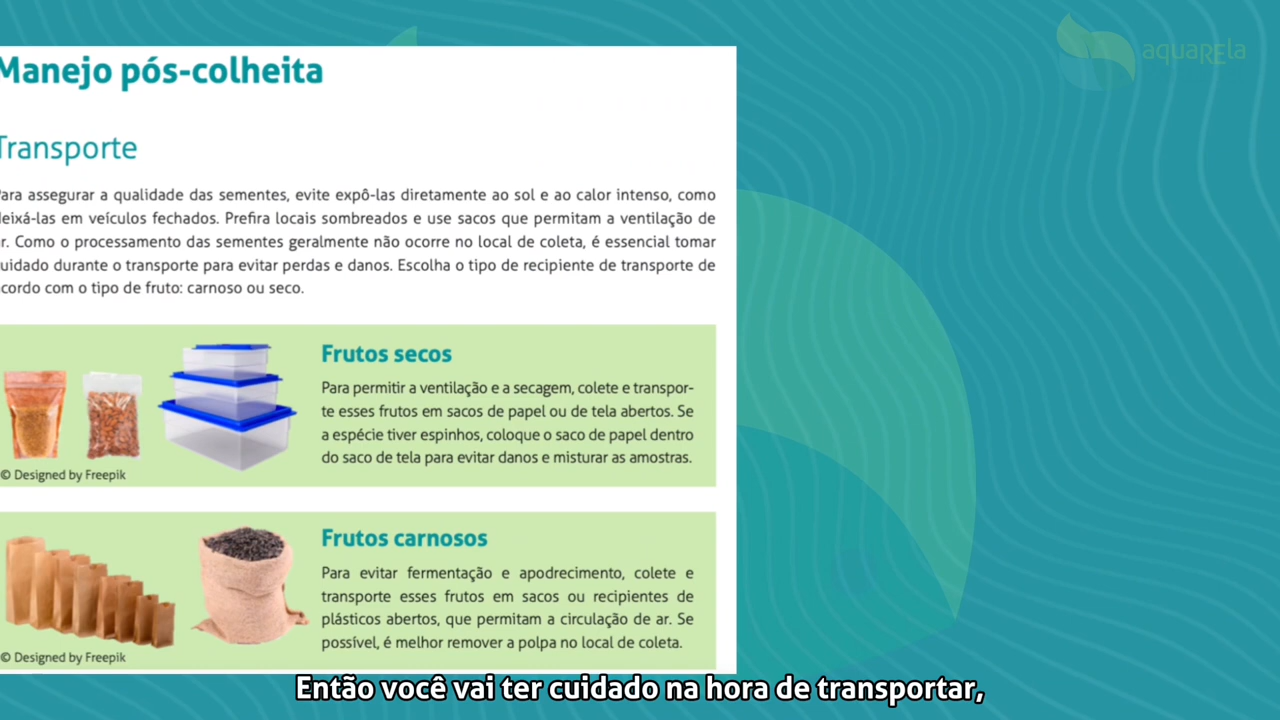 aquaREla
Manejo pós-colheita
Transporte
ara assegurar a qualidade das sementes, evite expô-las diretamente ao sol e ao calor intenso, como
eixá-las em veículos fechados. Prefira locais sombreados e use sacos que permitam a ventilação de
r. Como o processamento das sementes geralmente não ocorre no local de coleta, é essencial tomar
uidado durante o transporte para evitar perdas e danos. Escolha o tipo de recipiente de transporte de
cordo com o tipo de fruto: carnoso ou seco.
Frutos secos
Para permitir a ventilação e a secagem, colete e transpor-
te esses frutos em sacos de papel ou de tela abertos. Se
a espécie tiver espinhos, coloque o saco de papel dentro
do saco de tela para evitar danos e misturar as amostras.
© Designed by Freepik
Frutos carnosos
Para evitar fermentação e apodrecimento, colete e
transporte esses frutos em sacos ou recipientes de
plásticos abertos, que permitam a circulação de ar. Se
possível, é melhor remover a polpa no local de coleta.
© Designed by Freepik
Então você vai ter cuidado na hora de transportar,